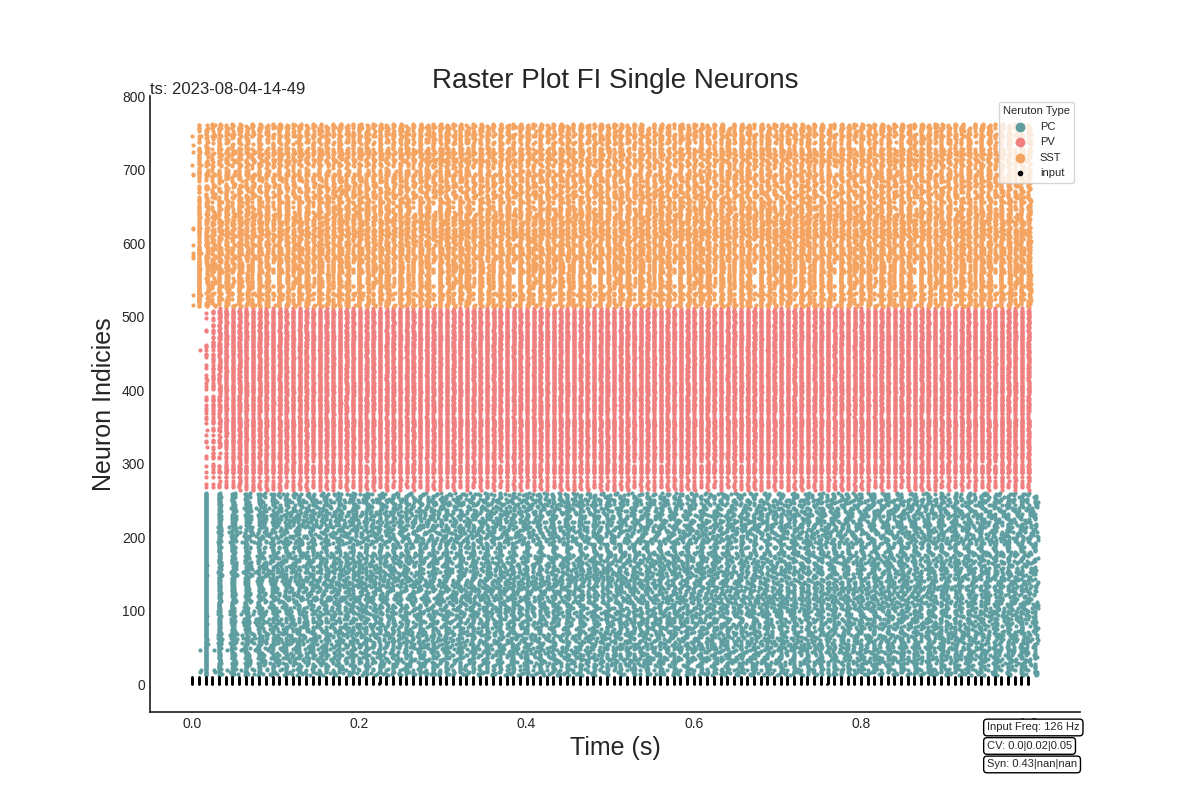 Raster Plot FI Single Neurons
ts: 2023-08-04-14-49
800
700
600
500
400
300
200
100
0
Neuron Indicies
Neruton Type
PC
PV
SST
input
0.0
0.2
0.4
0.6
0.8
Time (s)
Input Freq: 126 Hz
CV: 0.0|0.02|0.05
Syn: 0.43|nan|nan